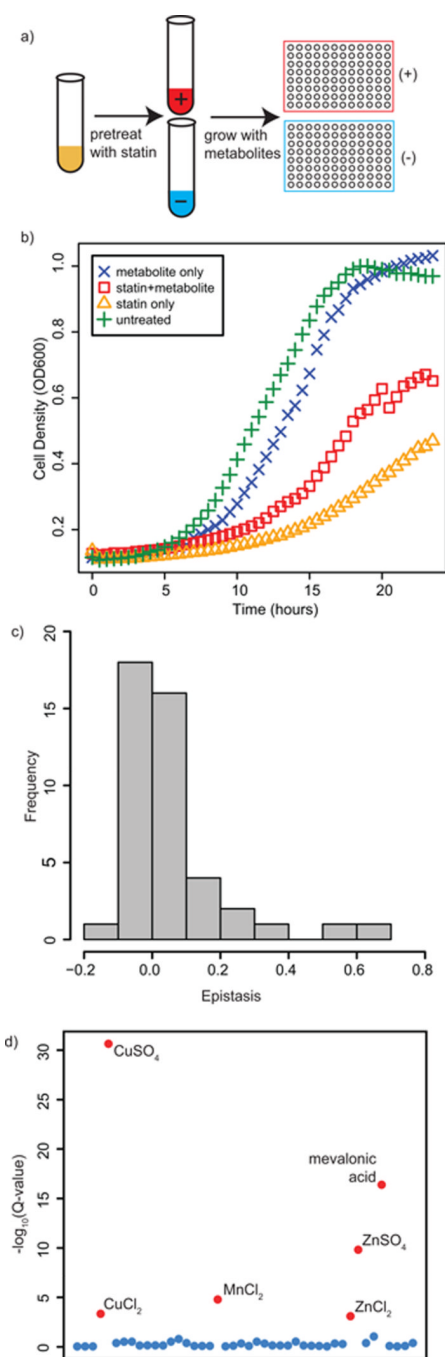 a)
+
−
pretreat
with statin
grow with
metabolites
(+)
(-)
b)
metabolite only
statin+metabolite
statin only
untreated
Cell Density (OD600)
1.0
0.8
0.6
0.4
0.2
0 5 10 15 20
Time (hours)
c)
Frequency
20
15
10
5
0
−0.2 0.0 0.2 0.4 0.6 0.8
Epistasis
d)
-log10(Q-value)
30
25
20
15
10
5
0
CuSO4
mevalonic
acid
ZnSO4
MnCl2
CuCl2
ZnCl2